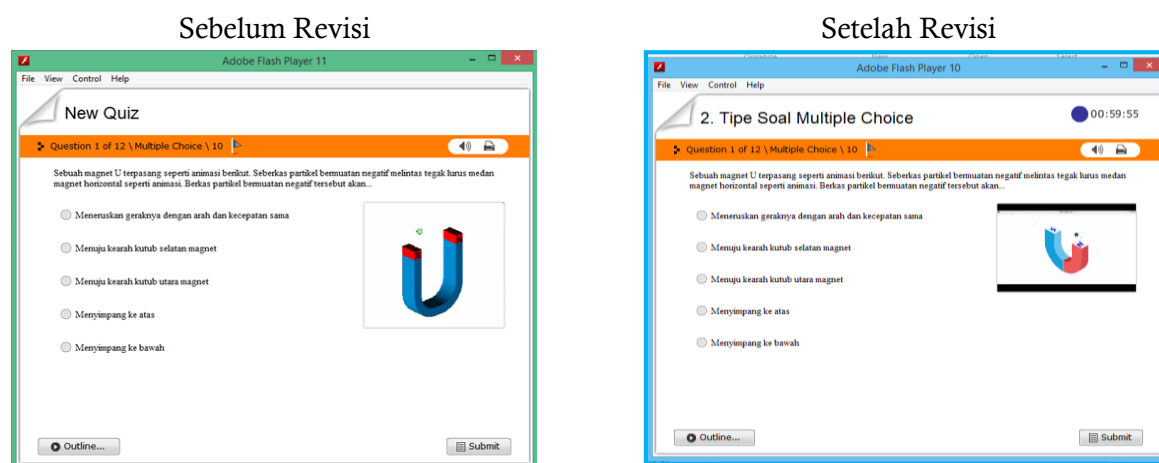 Sebelum Revisi
Adobe Flash Player 11
File View Control Help
New Quiz
Question 1 of 12 \ Multiple Choice \ 10
Sebuah magnet U terpasang seperti animasi berikut. Seberkas partikel bermuatan negatif melintas tegak lurus medan
magnet horizontal seperti animasi. Berkas partikel bermuatan negatif tersebut akan...
Meneruskan geraknya dengan arah dan kecepatan sama
Menuju kearah kutub selatan magnet
Menuju kearah kutub utara magnet
Menyimpang ke atas
Menyimpang ke bawah
Outline...
Submit
Setelah Revisi
Organize New Open Select
Adobe Flash Player 10
File View Control Help
2. Tipe Soal Multiple Choice
00:59:55
Question 1 of 12 \ Multiple Choice \ 10
Sebuah magnet U terpasang seperti animasi berikut. Seberkas partikel bermuatan negatif melintas tegak lurus medan
magnet horizontal seperti animasi. Berkas partikel bermuatan negatif tersebut akan...
Meneruskan geraknya dengan arah dan kecepatan sama
Menuju kearah kutub selatan magnet
Menuju kearah kutub utara magnet
Menyimpang ke atas
Menyimpang ke bawah
Outline...
Submit